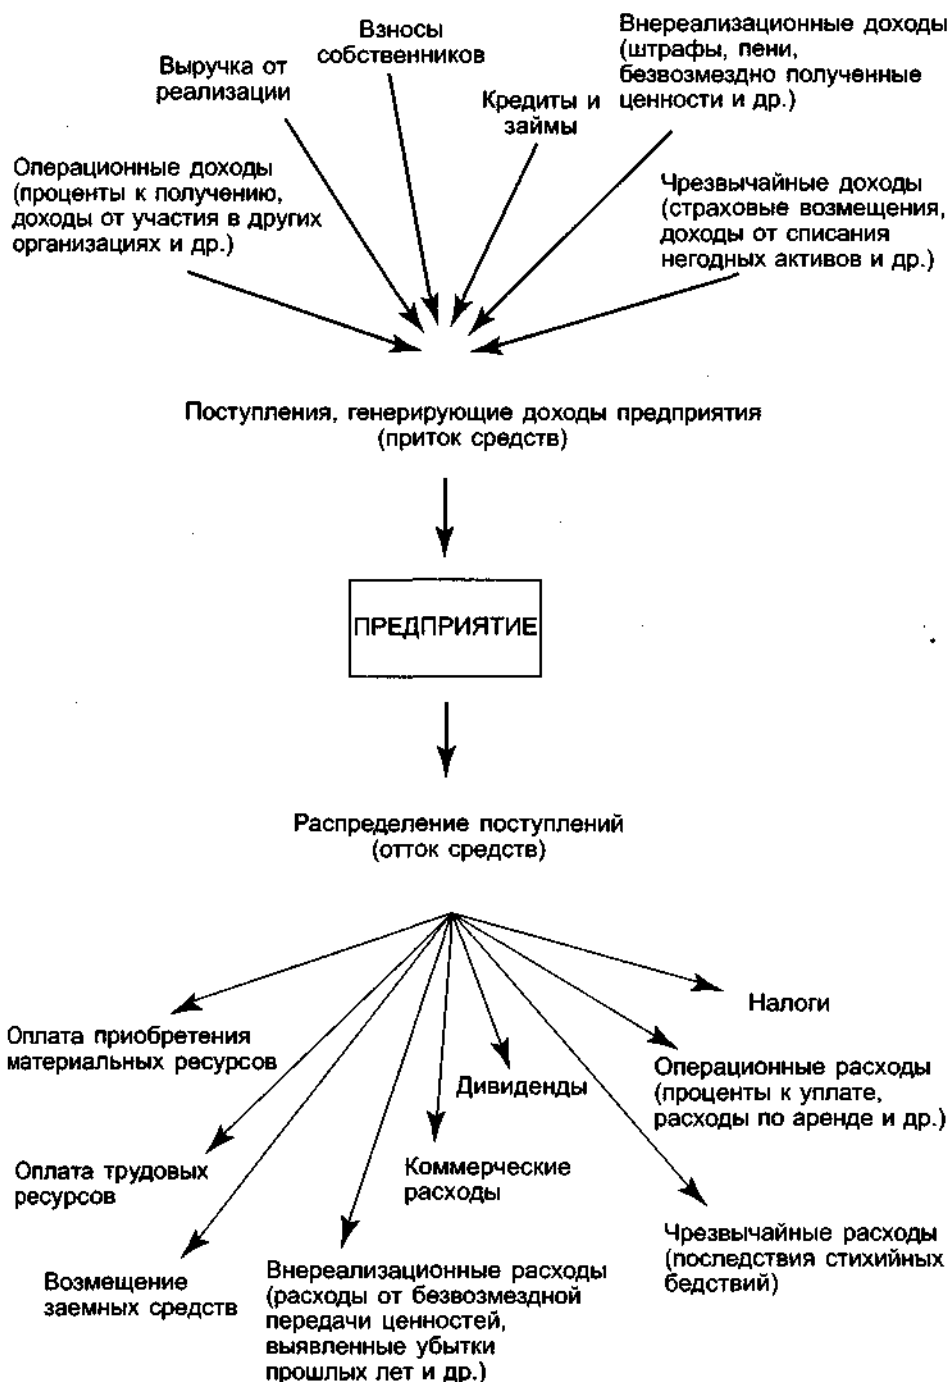 Взносы
собственников
Внереализационные доходы
(штрафы, пени,
безвозмездно полученные
ценности и др.)
Выручка от
реализации
Кредиты и
займы
Операционные доходы
(проценты к получению,
доходы от участия в других
организациях и др.)
Чрезвычайные доходы
(страховые возмещения,
доходы от списания
негодных активов и др.)
Поступления, генерирующие доходы предприятия
(приток средств)
ПРЕДПРИЯТИЕ
Распределение поступлений
(отток средств)
Налоги
Оплата приобретения
материальных ресурсов
Операционные расходы
(проценты к уплате,
расходы по аренде и др.)
Дивиденды
Оплата трудовых
ресурсов
Коммерческие
расходы
Чрезвычайные расходы
(последствия стихийных
бедствий)
Возмещение
заемных средств
Внереализационные расходы
(расходы от безвозмездной
передачи ценностей,
выявленные убытки
прошлых лет и др.)